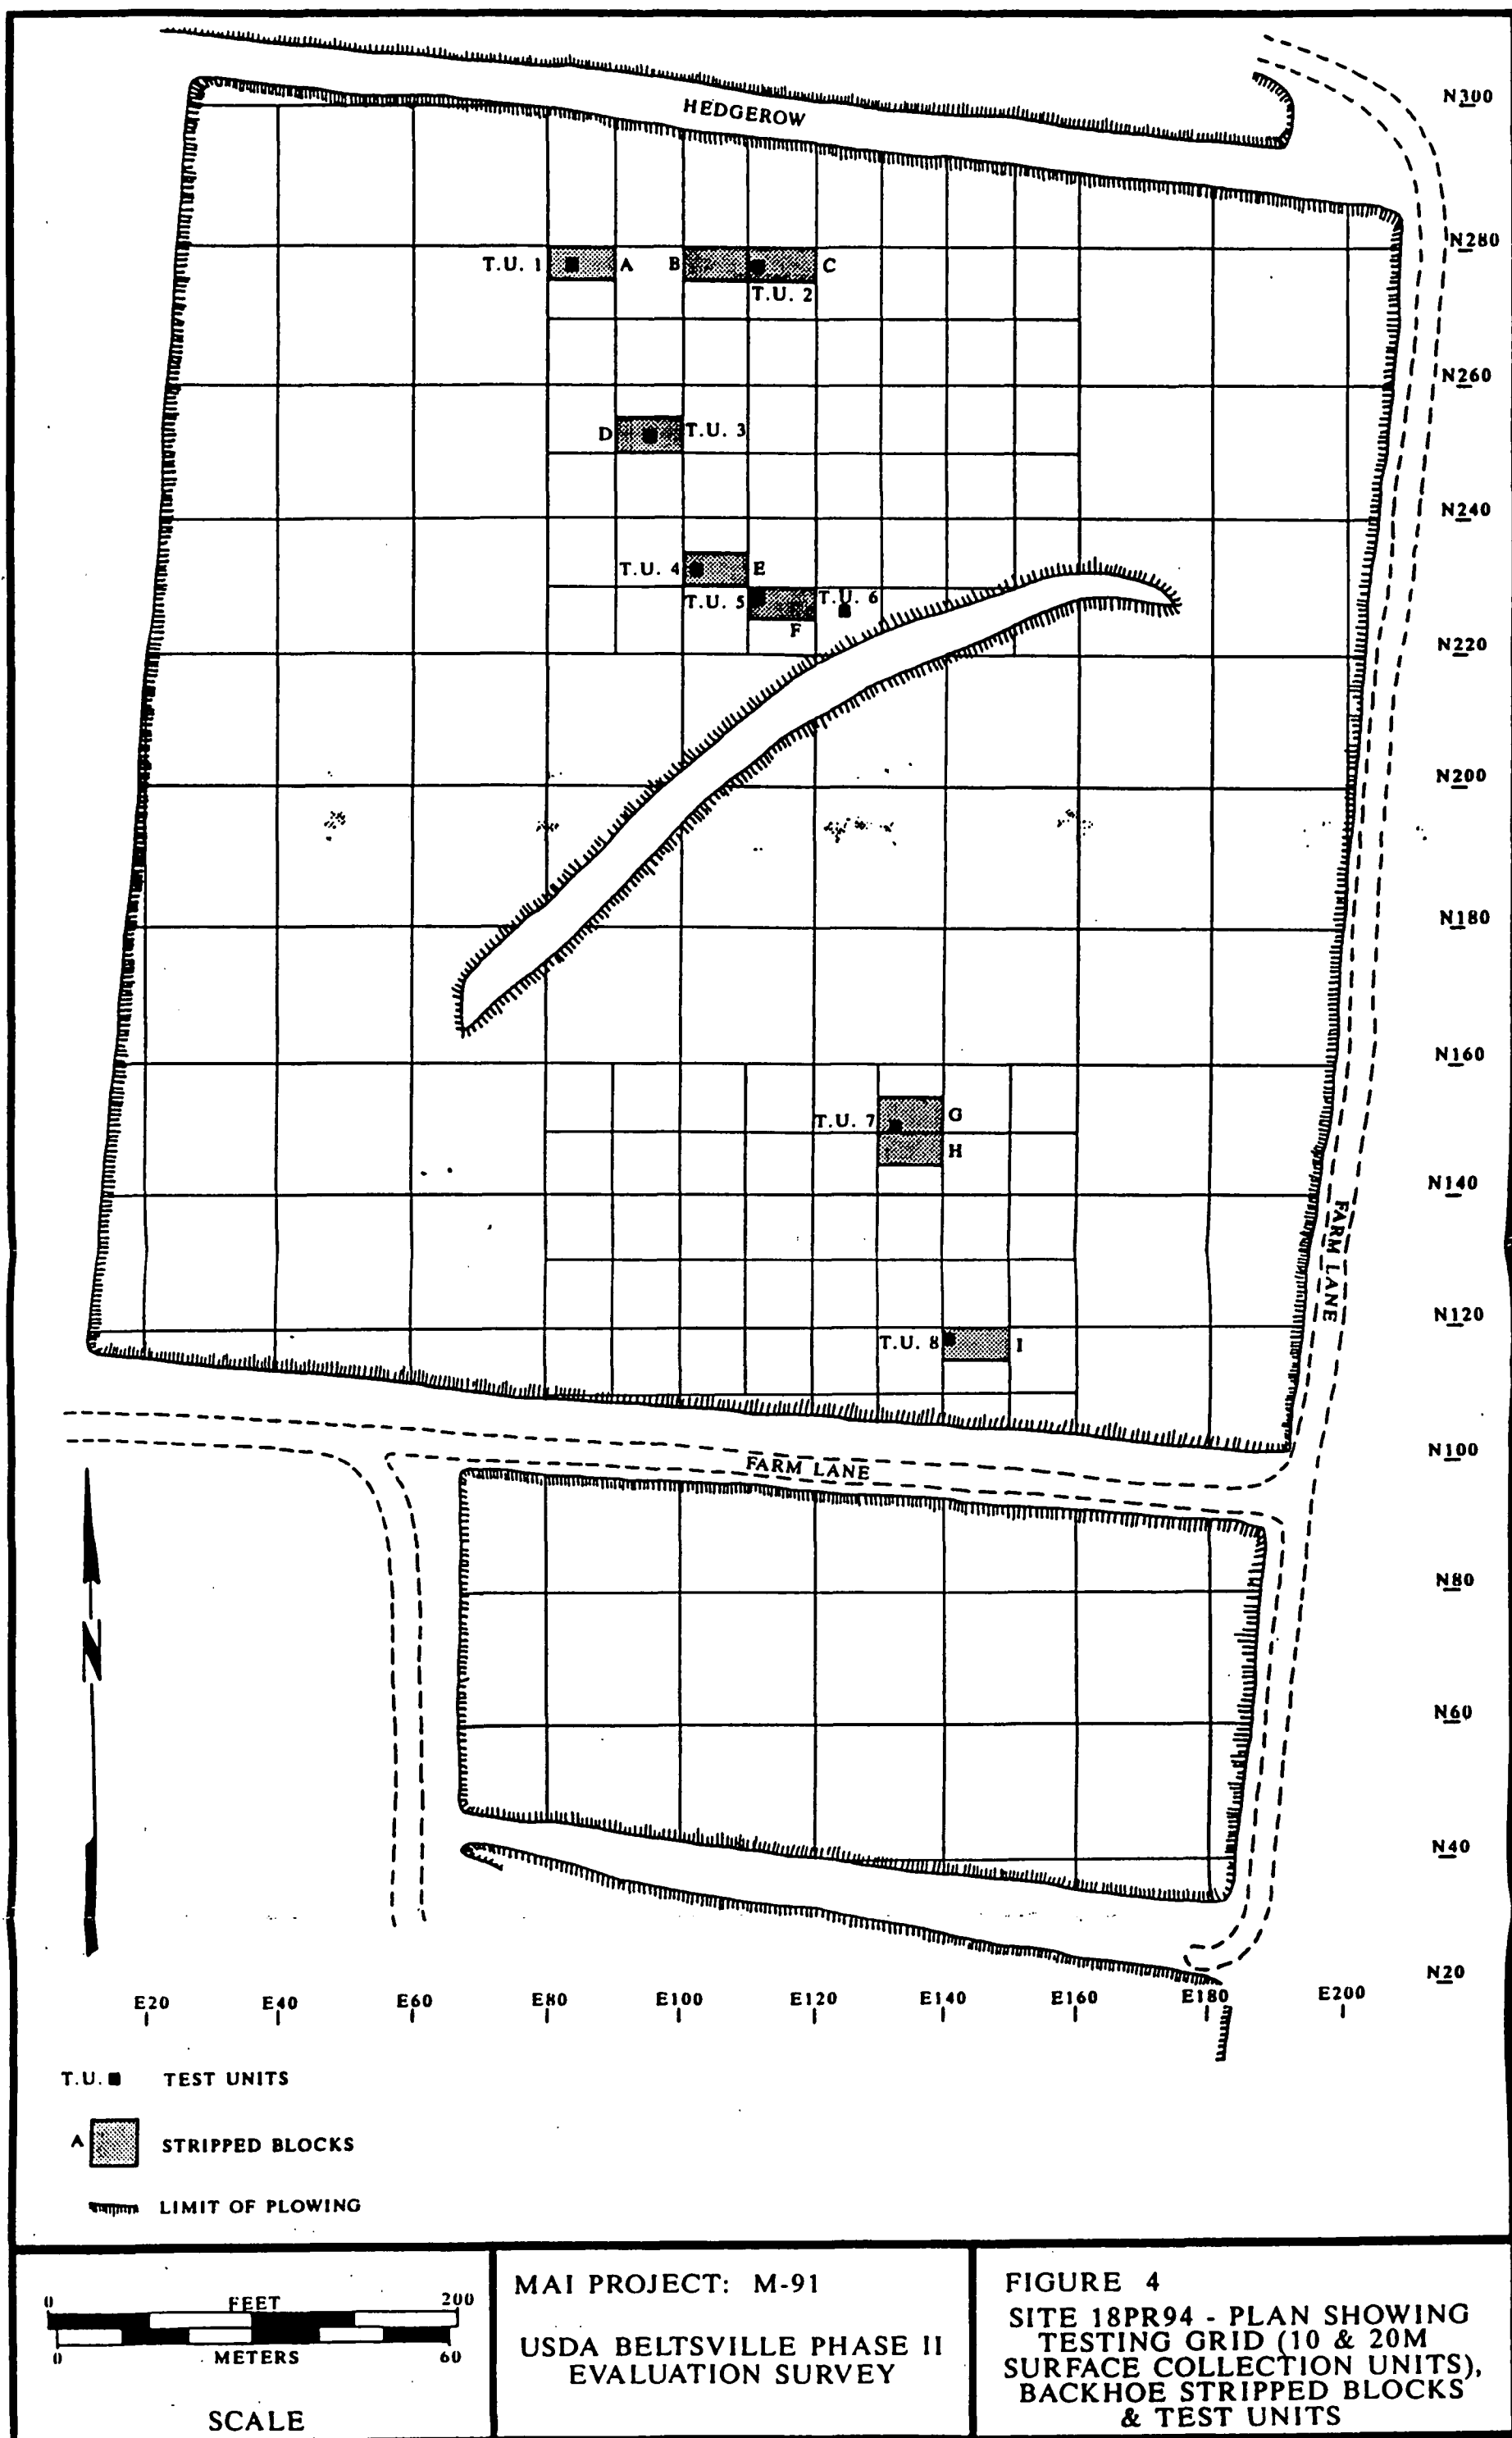 HEDGEROW
N300
N280
T.U. 1
A
B
C
T.U. 2
N260
D
T.U. 3
N240
T.U. 4
E
T.U. 5
T.U. 6
F
N220
N200
N180
N160
T.U. 7
G
H
N140
FARM LANE
N120
T.U. 8
I
N100
FARM LANE
N80
N
N60
N40
N20
E20 E40 E60 E80 E100 E120 E140 E160 E180 E200
T.U. TEST UNITS
A STRIPPED BLOCKS
LIMIT OF PLOWING
0 FEET 200
0 METERS 60
SCALE
MAI PROJECT: M-91
USDA BELTSVILLE PHASE II
EVALUATION SURVEY
FIGURE 4
SITE 18PR94 - PLAN SHOWING
TESTING GRID (10 & 20M
SURFACE COLLECTION UNITS),
BACKHOE STRIPPED BLOCKS
& TEST UNITS